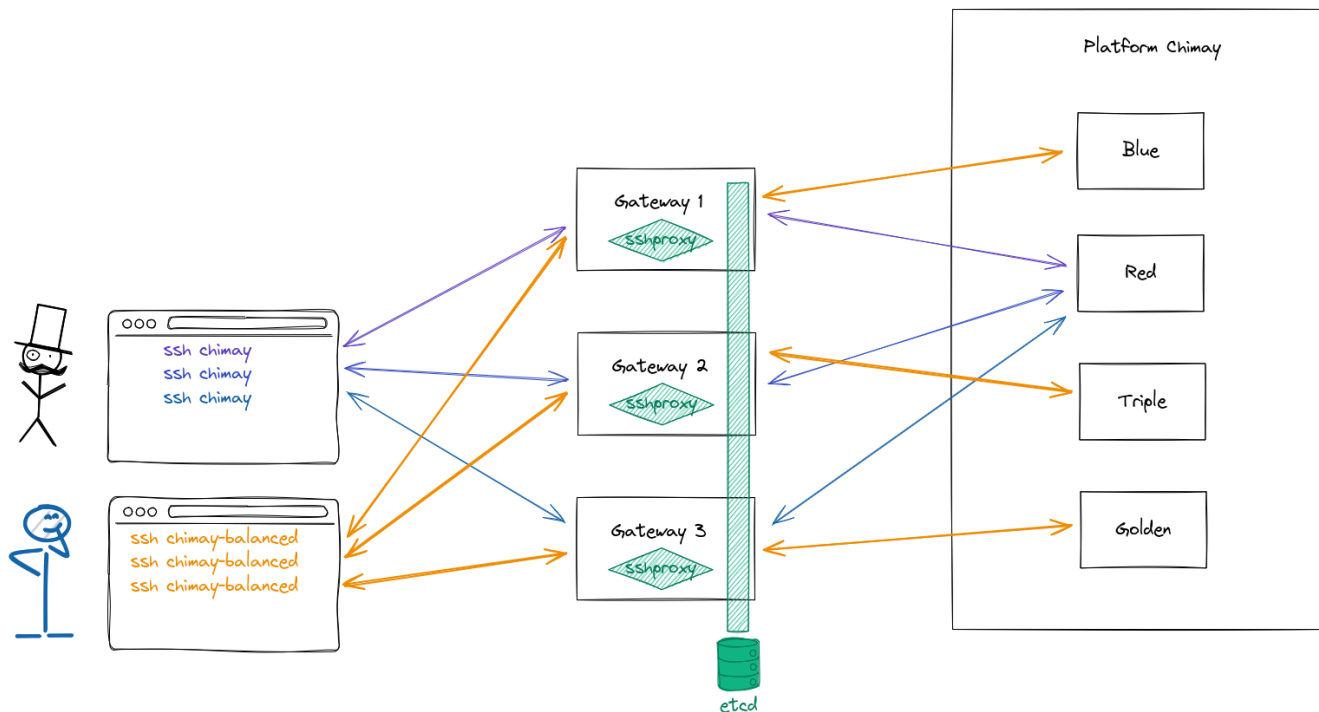 Platform Chimay
Blue
Gateway 1
sshproxy
Red
ssh chimay
ssh chimay
ssh chimay
Gateway 2
sshproxy
Triple
ssh chimay-balanced
ssh chimay-balanced
ssh chimay-balanced
Gateway 3
sshproxy
Golden
etcd